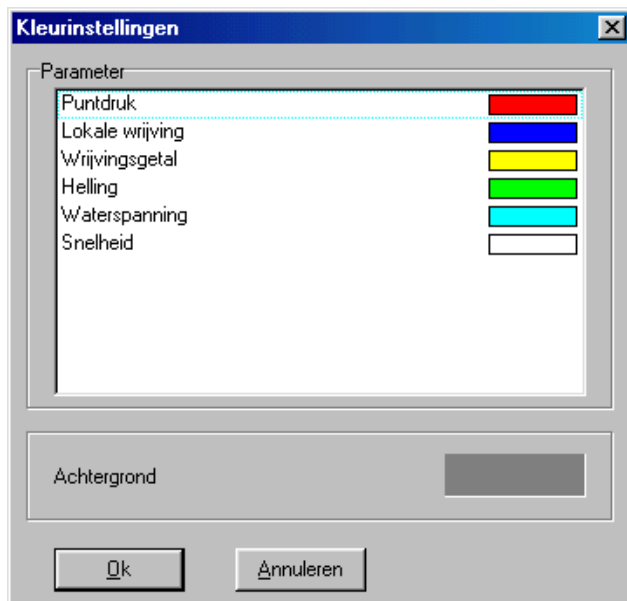 Kleurinstellingen
Parameter
Puntdruk
Lokale wrijving
Wrijvingsgetal
Helling
Waterspanning
Snelheid
Achtergrond
Ok Annuleren